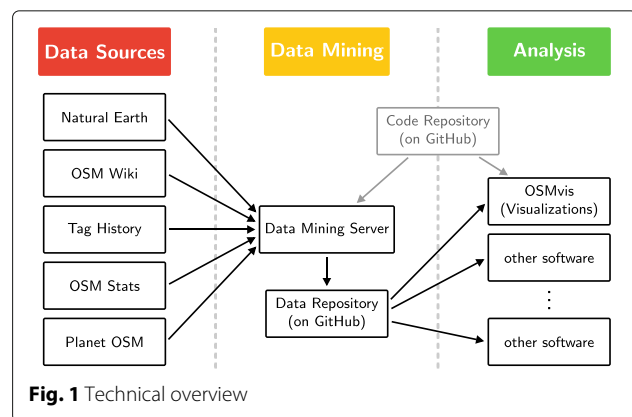 Data Sources
Data Mining
Analysis
Natural Earth
OSM Wiki
Tag History
OSM Stats
Planet OSM
Code Repository
(on GitHub)
Data Mining Server
Data Repository
(on GitHub)
OSMvis
(Visualizations)
other software
other software
Fig. 1 Technical overview